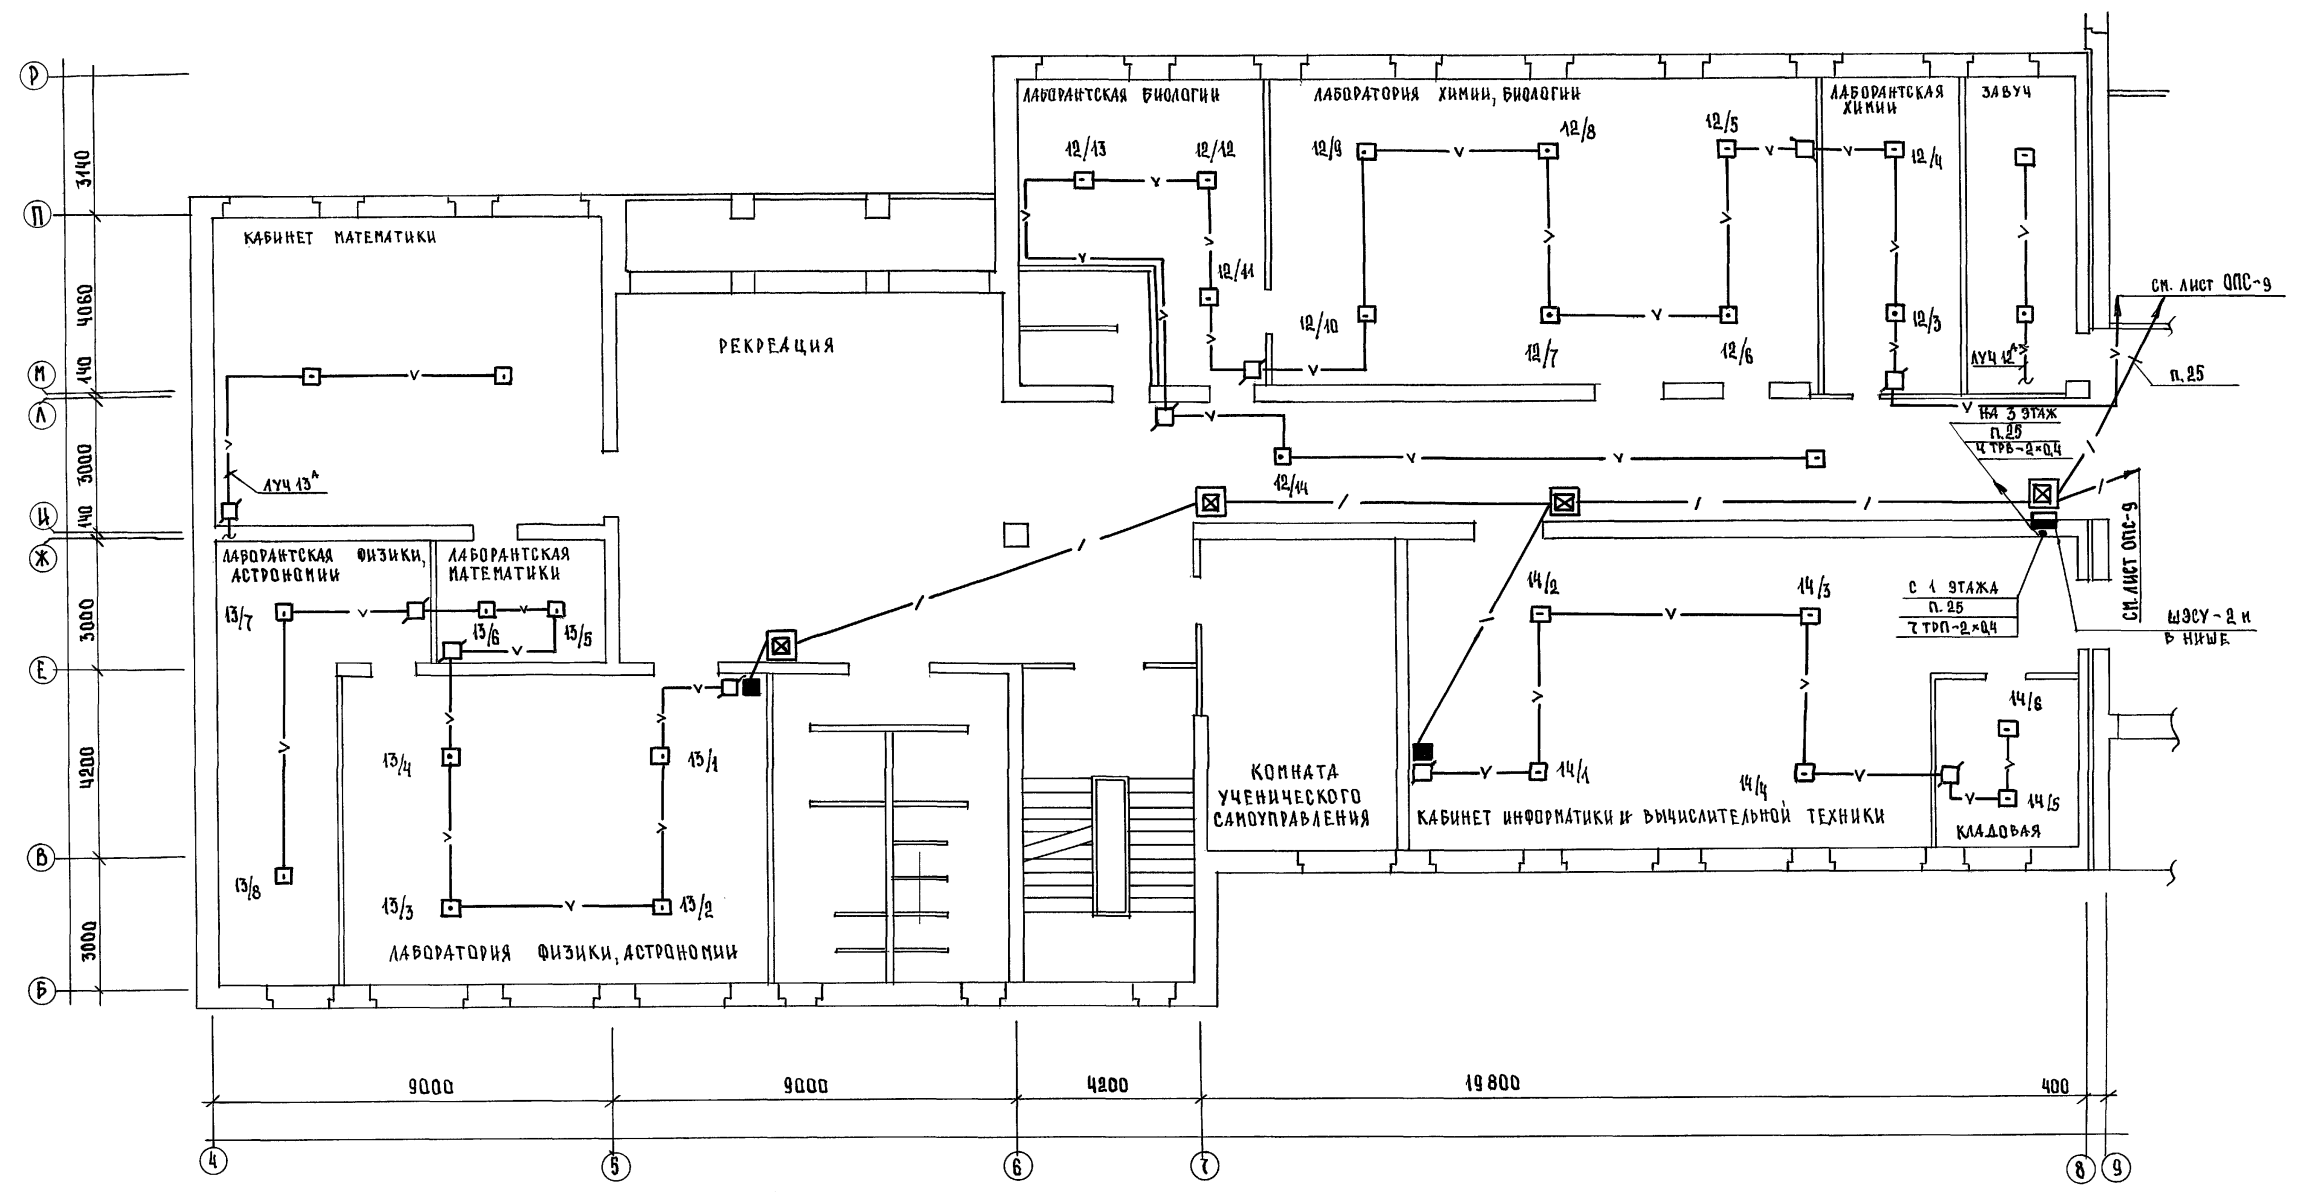 Р
ЛАБОРАНТСКАЯ БИОЛОГИИ
ЛАБОРАТОРИЯ ХИМИИ, БИОЛОГИИ
ЛАБОРАНТСКАЯ
ХИМИИ
ЗАВУЧ
3140
12/13
12/12
12/9
12/8
12/5
12/4
П
КАБИНЕТ МАТЕМАТИКИ
4060
12/11
12/10
12/7
12/6
12/3
СМ. ЛИСТ ОПС-9
РЕКРЕАЦИЯ
ЛУЧ 12А
П.25
М
140
Л
НА 3 ЭТАЖ
П.25
4 ТРВ-2×0,4
3000
ЛУЧ 13А
12/14
И
140
Ж
ЛАБОРАНТСКАЯ ФИЗИКИ,
АСТРОНОМИИ
ЛАБОРАНТСКАЯ
МАТЕМАТИКИ
СМ. ЛИСТ ОПС-9
3000
13/7
13/6
13/5
14/2
14/3
С 1 ЭТАЖА
П.25
7 ТРП-2×0,4
ШЭСУ-2 н
В НИШЕ
Е
4200
13/4
13/1
14/6
КОМНАТА
УЧЕНИЧЕСКОГО
САМОУПРАВЛЕНИЯ
14/1
14/4
14/5
КАБИНЕТ ИНФОРМАТИКИ И ВЫЧИСЛИТЕЛЬНОЙ ТЕХНИКИ
КЛАДОВАЯ
В
13/8
13/3
13/2
3000
ЛАБОРАТОРИЯ ФИЗИКИ, АСТРОНОМИИ
Б
9000
9000
4200
19800
400
4
5
6
7
8
9